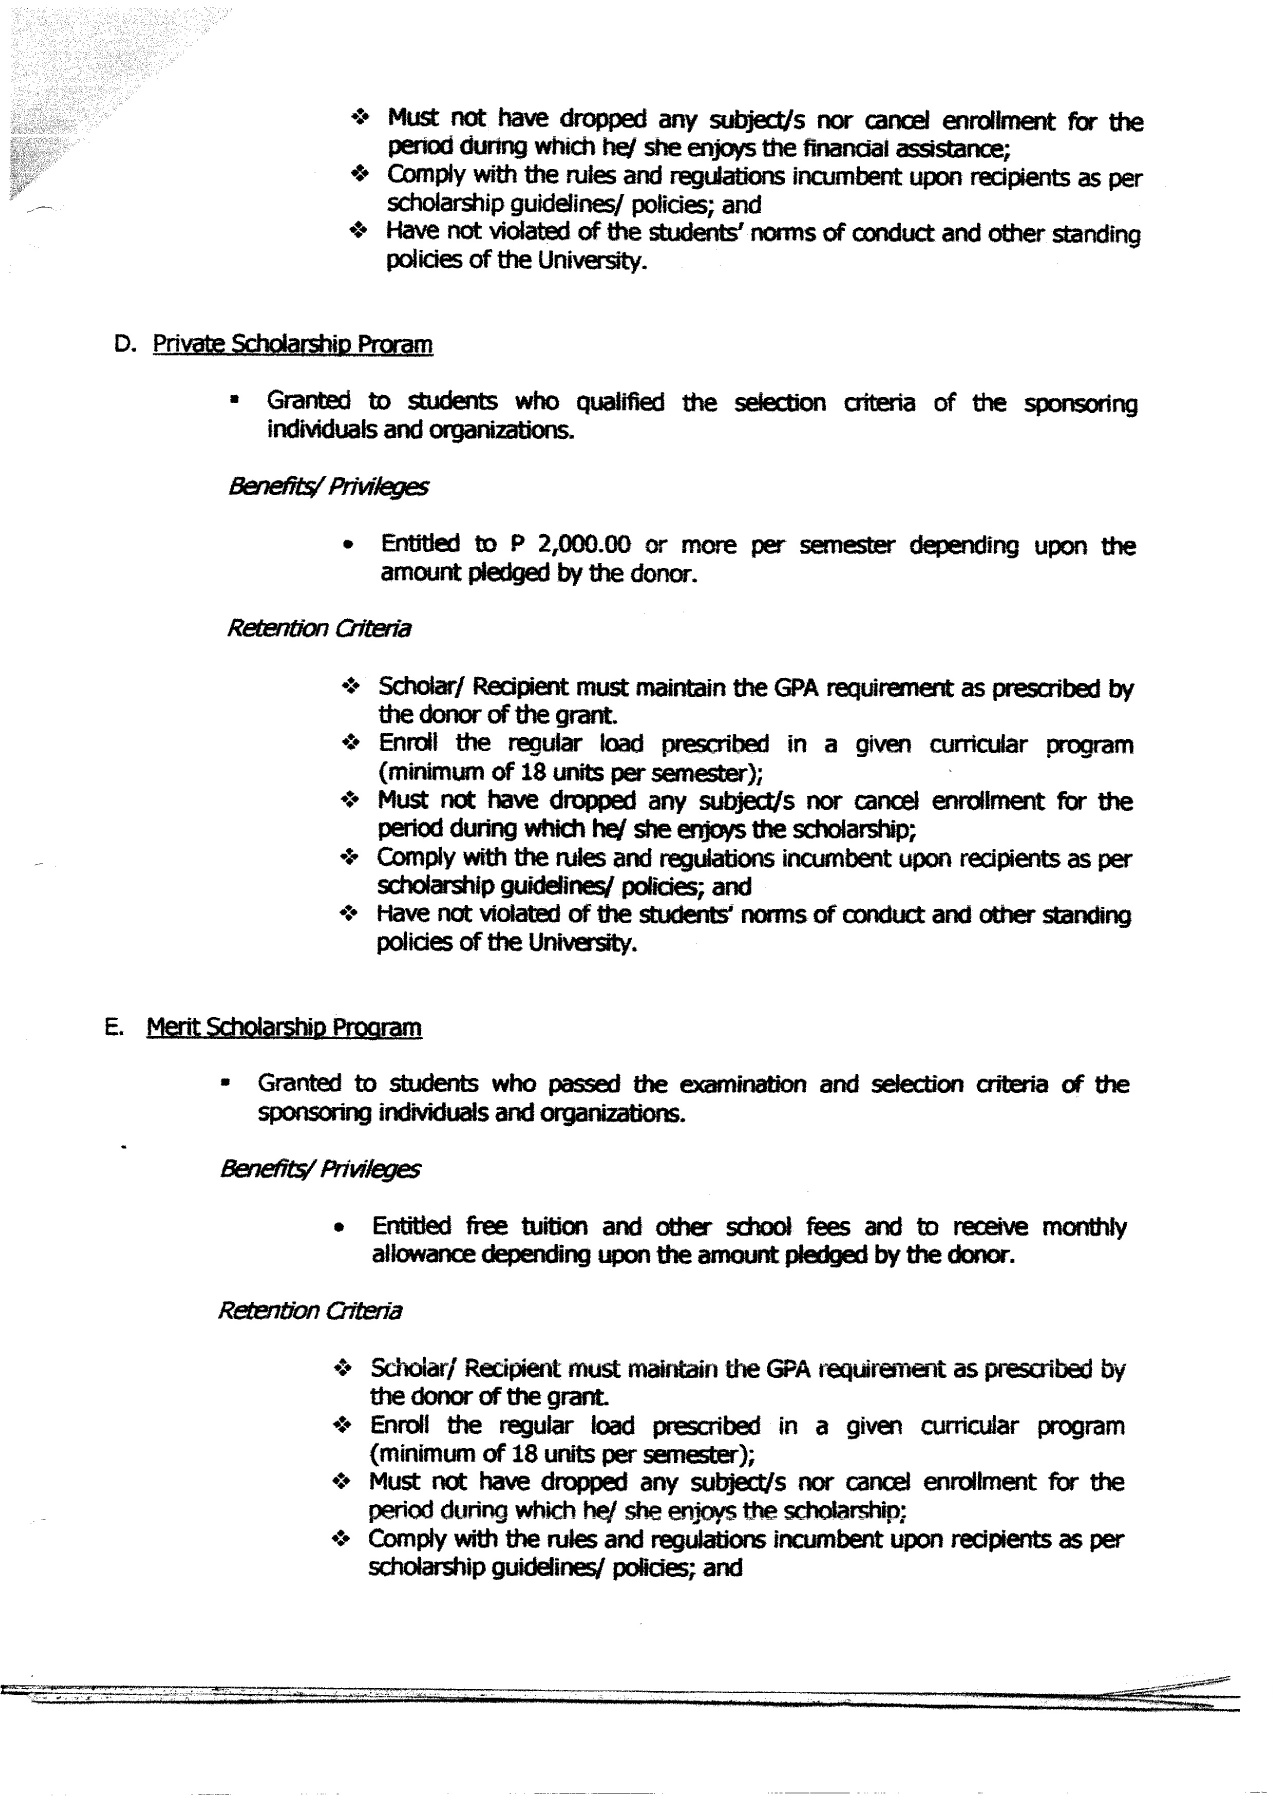 ❖ Must not have dropped any subject/s nor cancel enrollment for the
period during which he/ she enjoys the financial assistance;
❖ Comply with the rules and regulations incumbent upon recipients as per
scholarship guidelines/ policies; and
❖ Have not violated of the students' norms of conduct and other standing
policies of the University.
D. Private Scholarship Proram
▪ Granted to students who qualified the selection criteria of the sponsoring
individuals and organizations.
Benefits/ Privileges
• Entitled to P 2,000.00 or more per semester depending upon the
amount pledged by the donor.
Retention Criteria
❖ Scholar/ Recipient must maintain the GPA requirement as prescribed by
the donor of the grant.
❖ Enroll the regular load prescribed in a given curricular program
(minimum of 18 units per semester);
❖ Must not have dropped any subject/s nor cancel enrollment for the
period during which he/ she enjoys the scholarship;
❖ Comply with the rules and regulations incumbent upon recipients as per
scholarship guidelines/ policies; and
❖ Have not violated of the students' norms of conduct and other standing
policies of the University.
E. Merit Scholarship Program
▪ Granted to students who passed the examination and selection criteria of the
sponsoring individuals and organizations.
Benefits/ Privileges
• Entitled free tuition and other school fees and to receive monthly
allowance depending upon the amount pledged by the donor.
Retention Criteria
❖ Scholar/ Recipient must maintain the GPA requirement as prescribed by
the donor of the grant.
❖ Enroll the regular load prescribed in a given curricular program
(minimum of 18 units per semester);
❖ Must not have dropped any subject/s nor cancel enrollment for the
period during which he/ she enjoys the scholarship;
❖ Comply with the rules and regulations incumbent upon recipients as per
scholarship guidelines/ policies; and